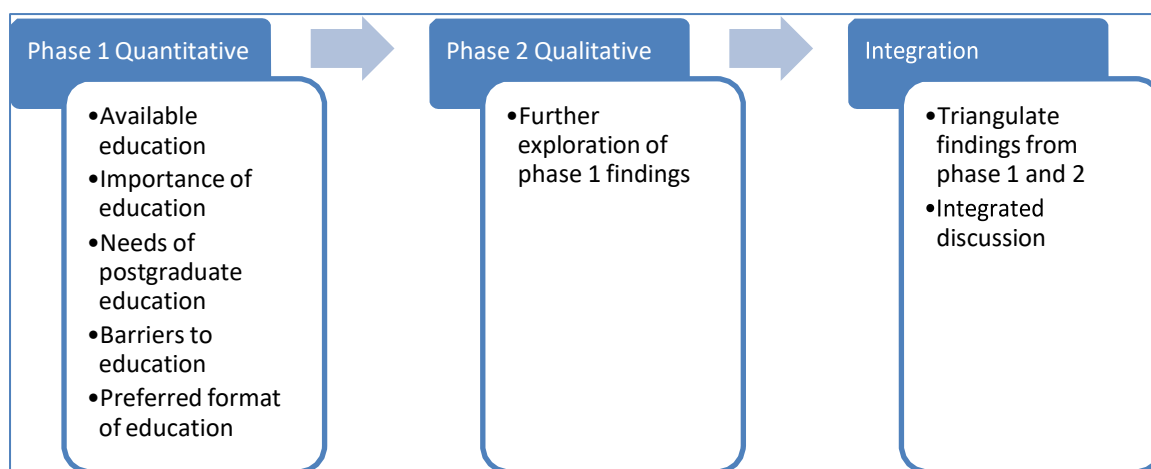 Phase 1 Quantitative
•Available
education
•Importance of
education
•Needs of
postgraduate
education
•Barriers to
education
•Preferred format
of education
Phase 2 Qualitative
•Further
exploration of
phase 1 findings
Integration
•Triangulate
findings from
phase 1 and 2
•Integrated
discussion